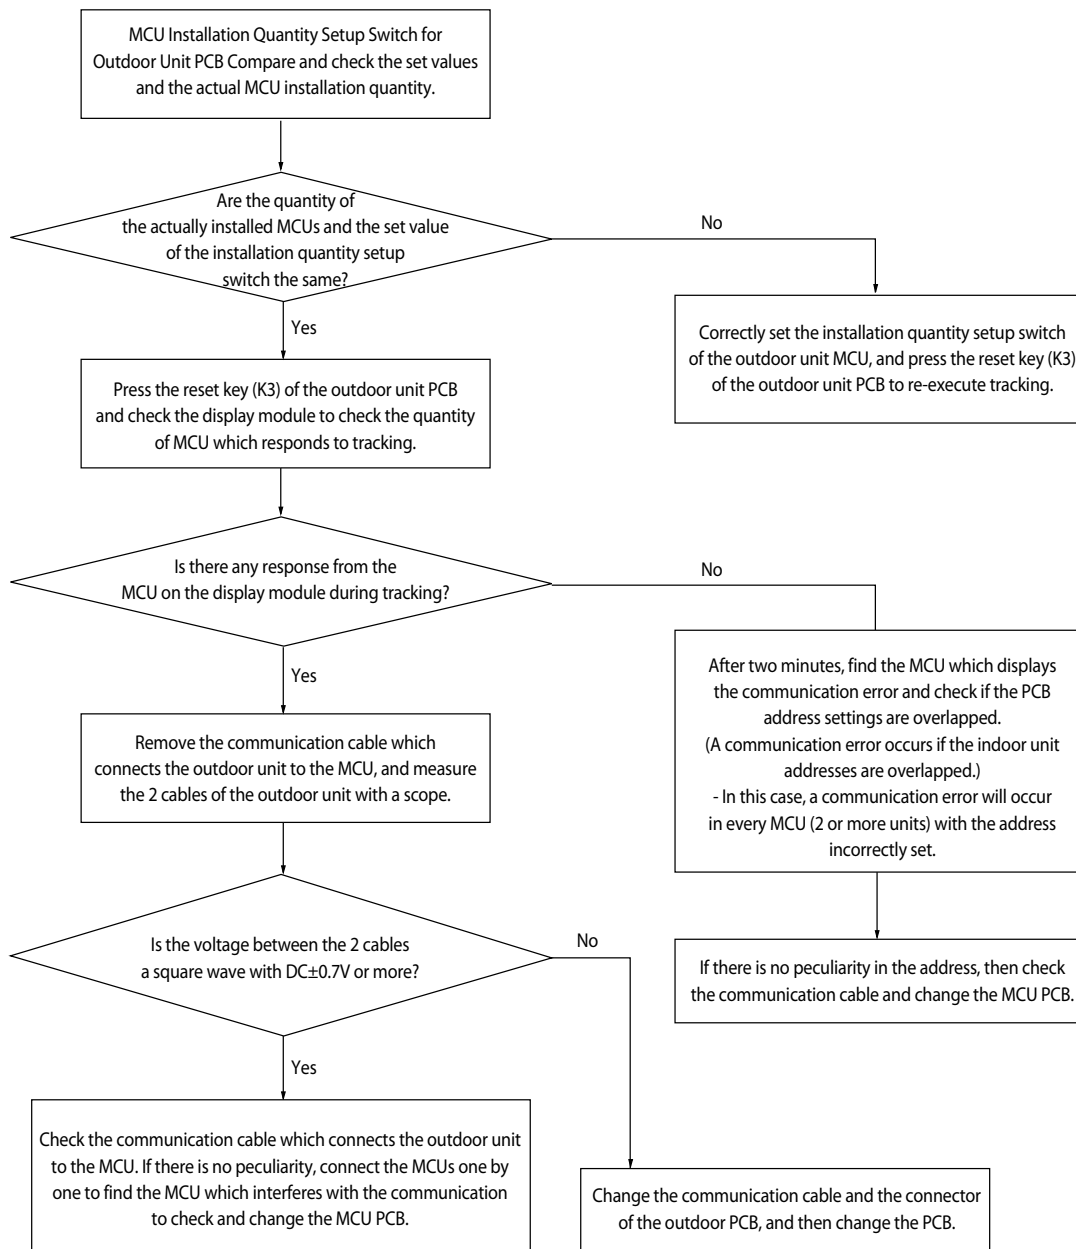 MCU Installation Quantity Setup Switch for
Outdoor Unit PCB Compare and check the set values
and the actual MCU installation quantity.
Are the quantity of
the actually installed MCUs and the set value
of the installation quantity setup
switch the same?
No
Yes
Correctly set the installation quantity setup switch
of the outdoor unit MCU, and press the reset key (K3)
of the outdoor unit PCB to re-execute tracking.
Press the reset key (K3) of the outdoor unit PCB
and check the display module to check the quantity
of MCU which responds to tracking.
Is there any response from the
MCU on the display module during tracking?
No
Yes
After two minutes, find the MCU which displays
the communication error and check if the PCB
address settings are overlapped.
(A communication error occurs if the indoor unit
addresses are overlapped.)
- In this case, a communication error will occur
in every MCU (2 or more units) with the address
incorrectly set.
Remove the communication cable which
connects the outdoor unit to the MCU, and measure
the 2 cables of the outdoor unit with a scope.
Is the voltage between the 2 cables
a square wave with DC±0.7V or more?
No
If there is no peculiarity in the address, then check
the communication cable and change the MCU PCB.
Yes
Check the communication cable which connects the outdoor unit
to the MCU. If there is no peculiarity, connect the MCUs one by
one to find the MCU which interferes with the communication
to check and change the MCU PCB.
Change the communication cable and the connector
of the outdoor PCB, and then change the PCB.